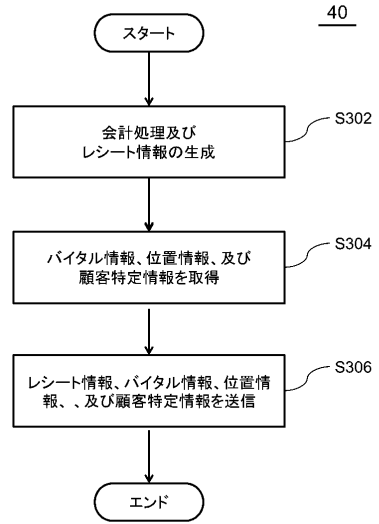 40
スタート
会計処理及び
レシート情報の生成
S302
バイタル情報、位置情報、及び
顧客特定情報を取得
S304
レシート情報、バイタル情報、位置情
報、、及び顧客特定情報を送信
S306
エンド